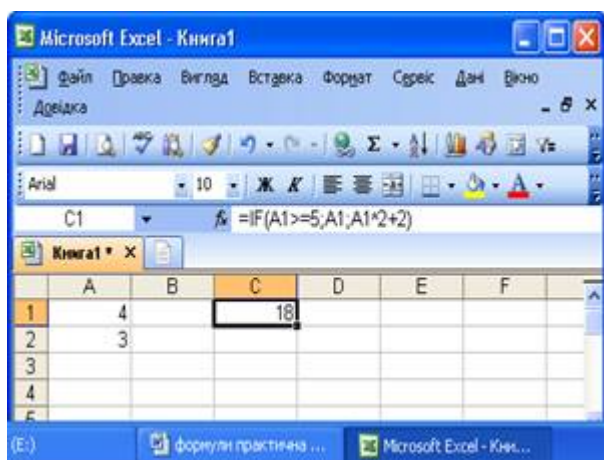 Microsoft Excel - Книга1
Файл Правка Вигляд Вставка Формат Сервіс Дані Вікно
Довідка
Arial 10 Ж К
C1 fx =IF(A1>=5;A1;A1^2+2)
Книга1 *
A B C D E F
1 4 18
2 3
3
4
(E:) формули практична ... Microsoft Excel - Кни...